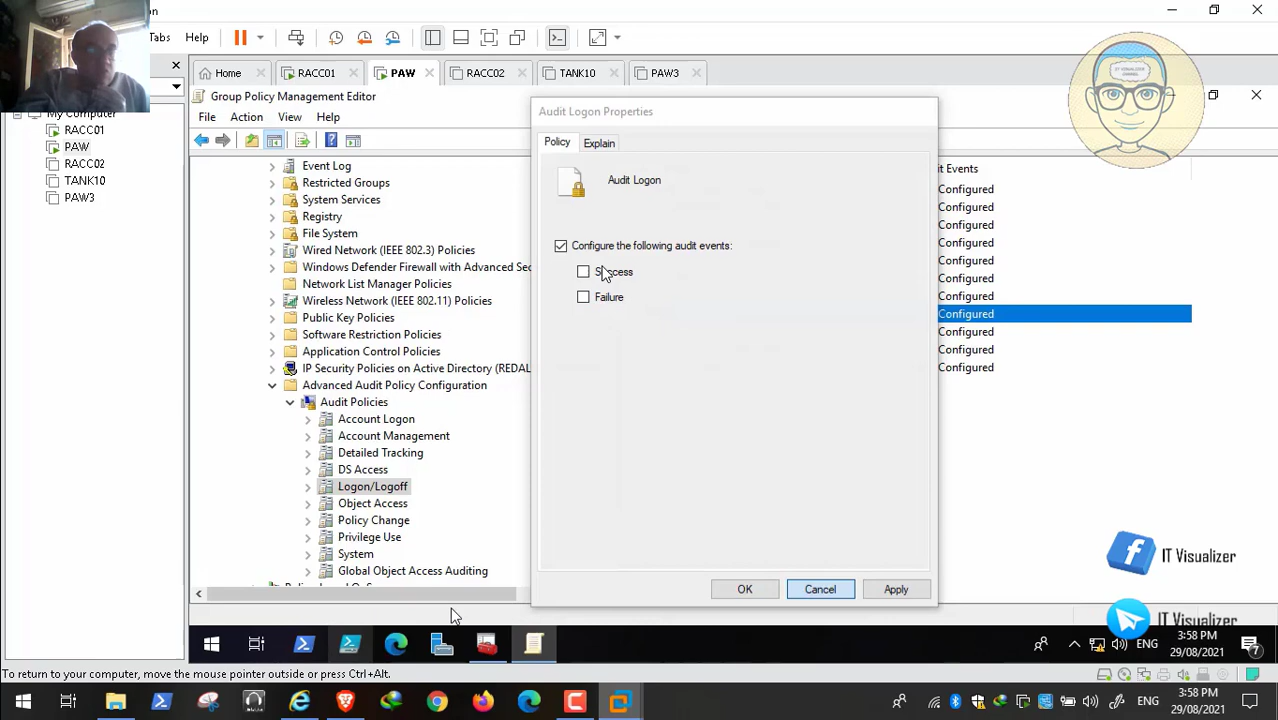 on
Tabs
Help
Home
RACC01
PAW
RACC02
TANK10
PAW3
IT VISUALIZER
CHANNEL
My Computer
RACC01
PAW
RACC02
TANK10
PAW3
Group Policy Management Editor
File
Action
View
Help
Event Log
Restricted Groups
System Services
Registry
File System
Wired Network (IEEE 802.3) Policies
Windows Defender Firewall with Advanced Sec
Network List Manager Policies
Wireless Network (IEEE 802.11) Policies
Public Key Policies
Software Restriction Policies
Application Control Policies
IP Security Policies on Active Directory (REDAL
Advanced Audit Policy Configuration
Audit Policies
Account Logon
Account Management
Detailed Tracking
DS Access
Logon/Logoff
Object Access
Policy Change
Privilege Use
System
Global Object Access Auditing
Audit Logon Properties
Policy
Explain
Audit Logon
Configure the following audit events:
Success
Failure
OK
Cancel
Apply
it Events
Configured
Configured
Configured
Configured
Configured
Configured
Configured
Configured
Configured
Configured
Configured
IT Visualizer
IT Visualizer
ENG
3:58 PM
29/08/2021
7
To return to your computer, move the mouse pointer outside or press Ctrl+Alt.
ENG
3:58 PM
29/08/2021